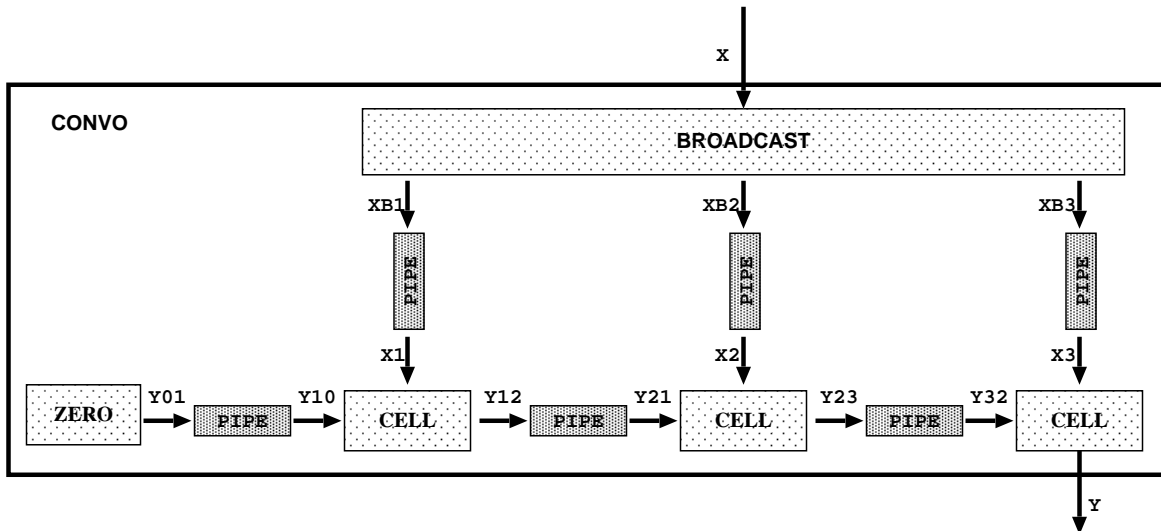 X
CONVO
BROADCAST
XB1
XB2
XB3
PIPE
PIPE
PIPE
X1
X2
X3
ZERO
Y01
PIPE
Y10
CELL
Y12
PIPE
Y21
CELL
Y23
PIPE
Y32
CELL
Y